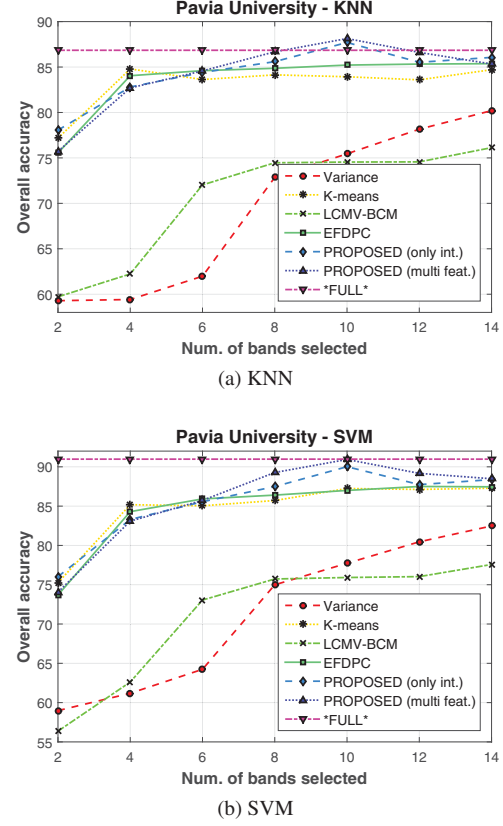 Pavia University - KNN
90
85
80
75
70
65
60
Overall accuracy
Variance
K-means
LCMV-BCM
EFDPC
PROPOSED (only int.)
PROPOSED (multi feat.)
*FULL*
2 4 6 8 10 12 14
Num. of bands selected
(a) KNN
Pavia University - SVM
90
85
80
75
70
65
60
55
Overall accuracy
Variance
K-means
LCMV-BCM
EFDPC
PROPOSED (only int.)
PROPOSED (multi feat.)
*FULL*
2 4 6 8 10 12 14
Num. of bands selected
(b) SVM